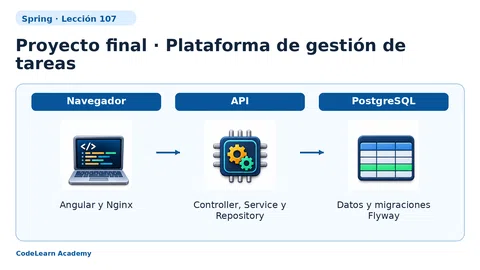 Spring · Lección 107
Proyecto final · Plataforma de gestión de
tareas
Navegador
API
PostgreSQL
</>
Angular y Nginx
Controller, Service y
Repository
Datos y migraciones
Flyway
CodeLearn Academy